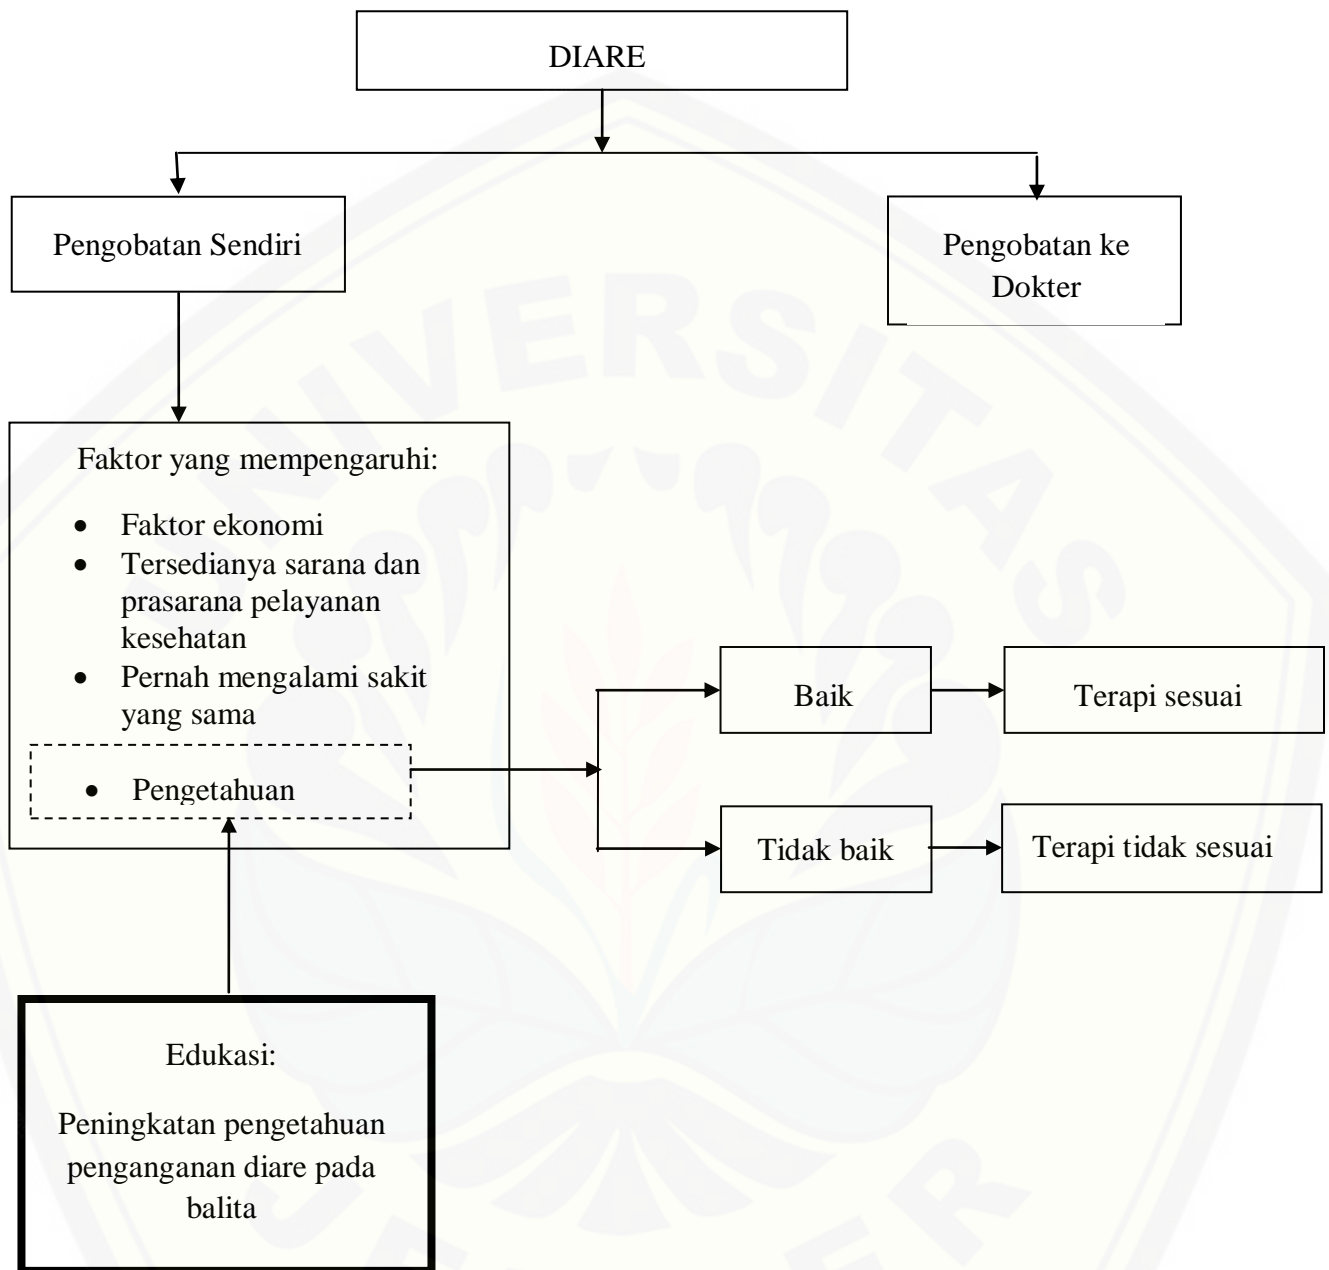 DIARE
Pengobatan Sendiri
Pengobatan ke
Dokter
Faktor yang mempengaruhi:
• Faktor ekonomi
• Tersedianya sarana dan
prasarana pelayanan
kesehatan
• Pernah mengalami sakit
yang sama
• Pengetahuan
Baik
Terapi sesuai
Tidak baik
Terapi tidak sesuai
Edukasi:
Peningkatan pengetahuan
penganganan diare pada
balita
UNIVERSITAS